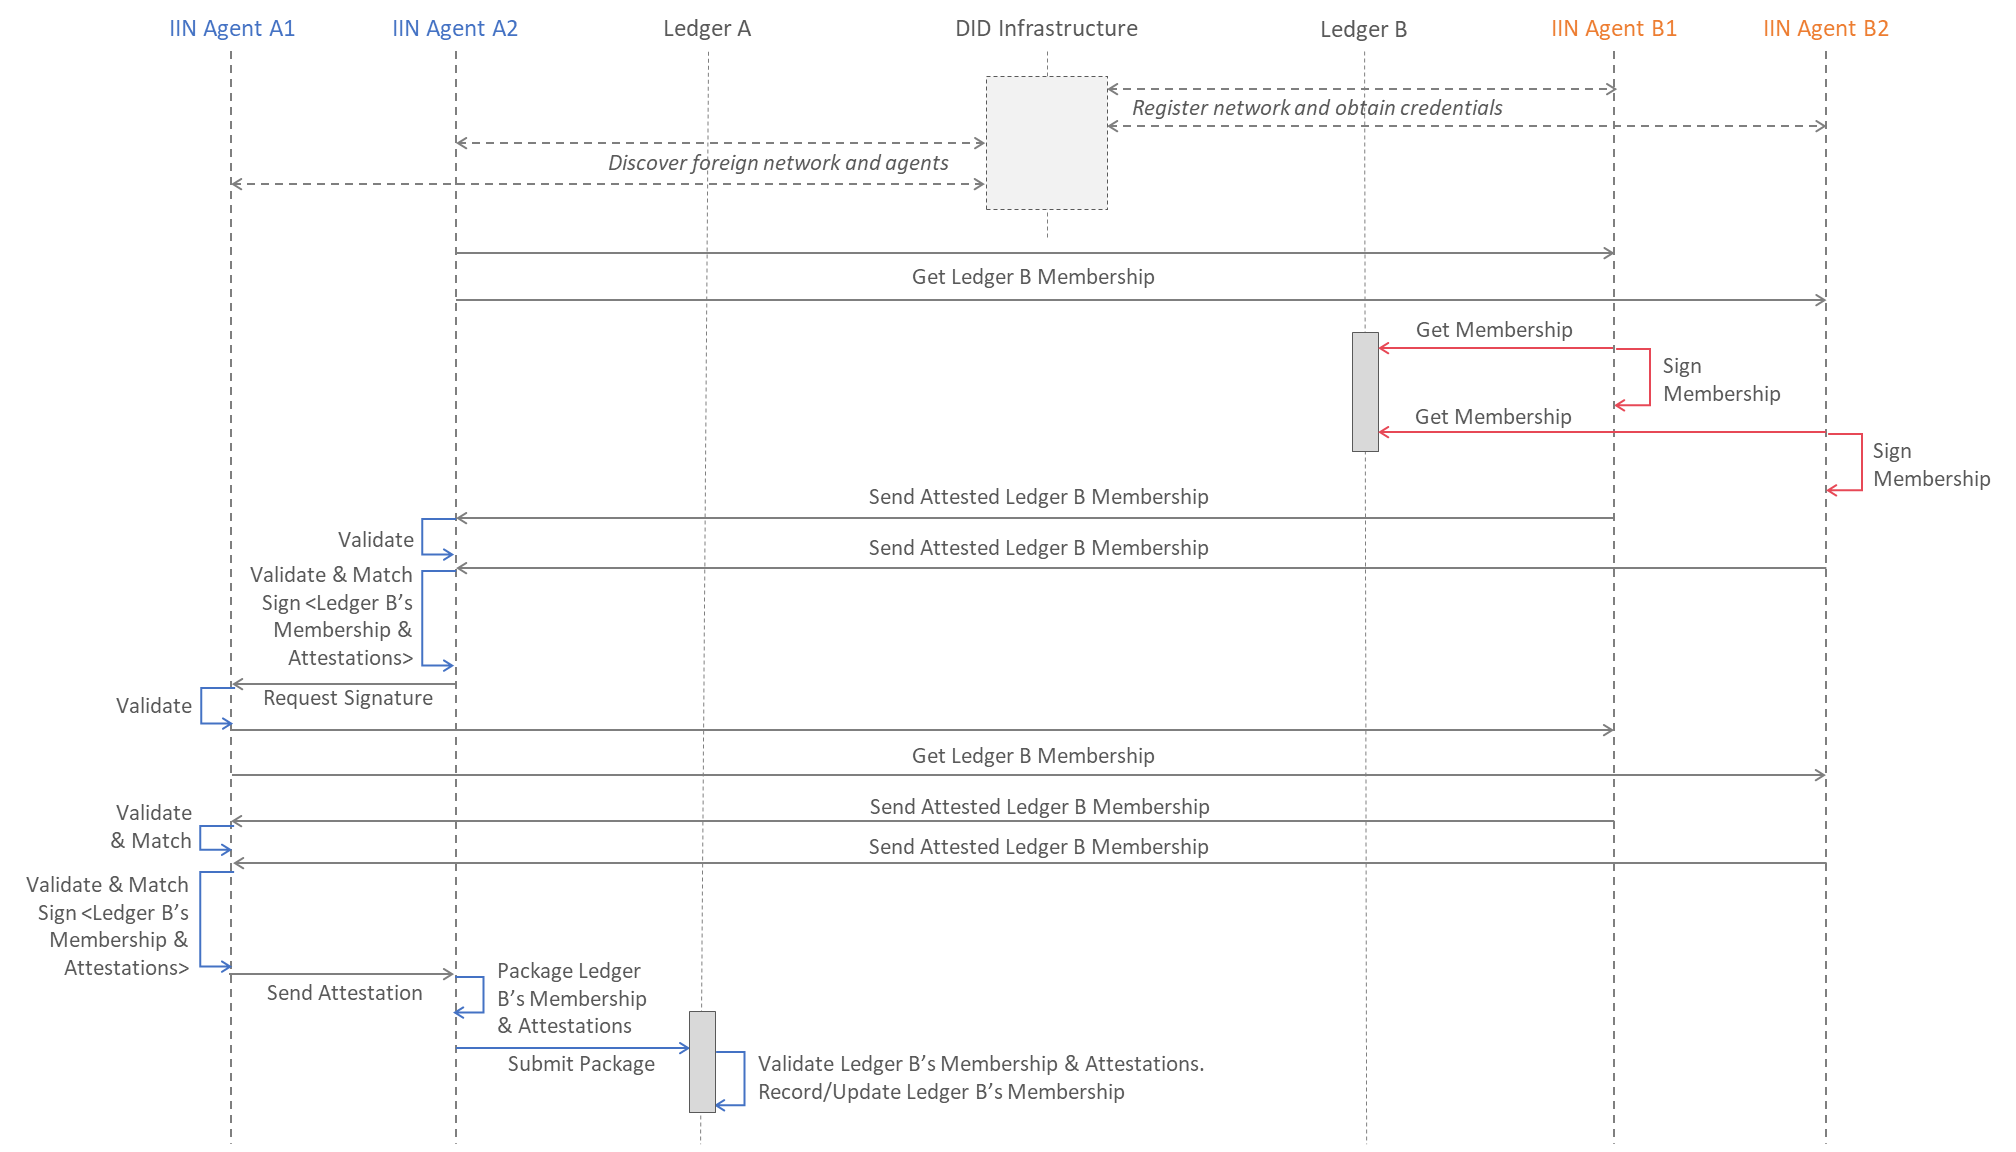 IIN Agent A1
IIN Agent A2
Ledger A
DID Infrastructure
Ledger B
IIN Agent B1
IIN Agent B2
Register network and obtain credentials
Discover foreign network and agents
Get Ledger B Membership
Get Membership
Sign
Membership
Get Membership
Sign
Membership
Send Attested Ledger B Membership
Validate
Send Attested Ledger B Membership
Validate & Match
Sign <Ledger B’s
Membership &
Attestations>
Request Signature
Validate
Get Ledger B Membership
Send Attested Ledger B Membership
Validate
& Match
Send Attested Ledger B Membership
Validate & Match
Sign <Ledger B’s
Membership &
Attestations>
Send Attestation
Package Ledger
B’s Membership
& Attestations
Submit Package
Validate Ledger B’s Membership & Attestations.
Record/Update Ledger B’s Membership